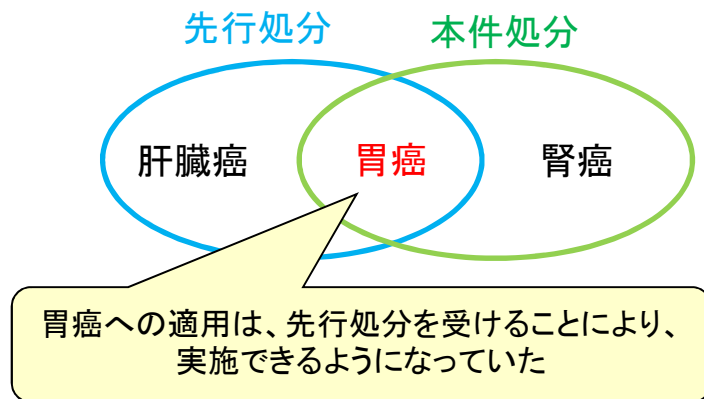 先行処分
本件処分
肝臓癌
胃癌
腎癌
胃癌への適用は、先行処分を受けることにより、
実施できるようになっていた